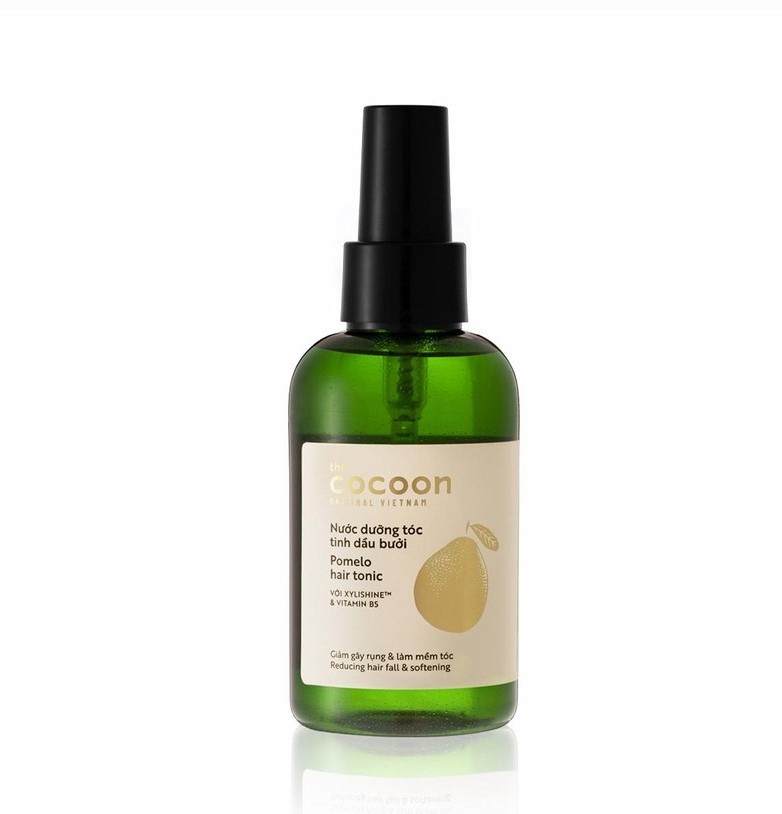 the
cocoon
ORIGINAL VIETNAM
Nước dưỡng tóc
tinh dầu bưởi
Pomelo
hair tonic
VỚI XYLISHINE™
& VITAMIN B5
Giảm gãy rụng & làm mềm tóc
Reducing hair fall & softening